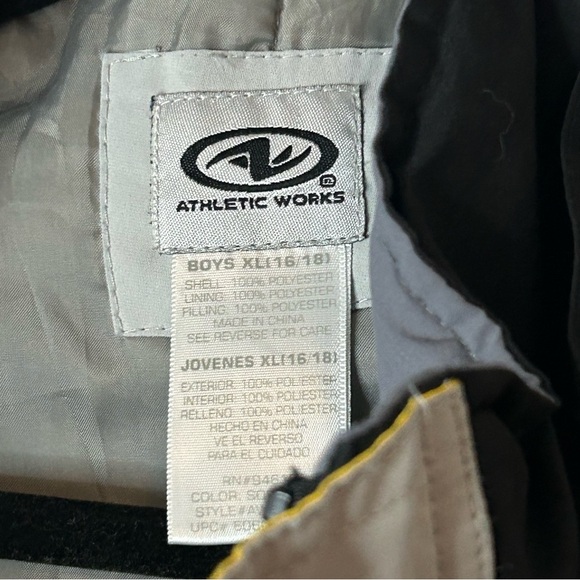 ATHLETIC WORKS
BOYS XL(16/18)
SHELL: 100% POLYESTER
LINING: 100% POLYESTER
FILLING: 100% POLYESTER
MADE IN CHINA
SEE REVERSE FOR CARE
JOVENES XL(16/18)
EXTERIOR: 100% POLIESTER
INTERIOR: 100% POLIESTER
RELLENO: 100% POLIESTER
HECHO EN CHINA
VE EL REVERSO
PARA EL CUIDADO
COLOR:
UPC#